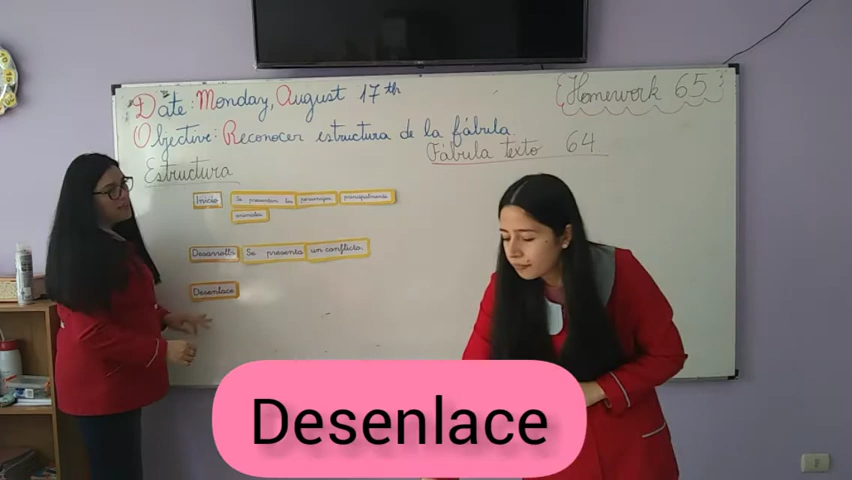 Date: Monday, August 17th
Homework 65
Objective: Reconocer estructura de la fábula.
Fábula texto 64
Estructura
Inicio Se presentan los personajes principalmente
animales
Desarrollo Se presenta un conflicto.
Desenlace
Desenlace